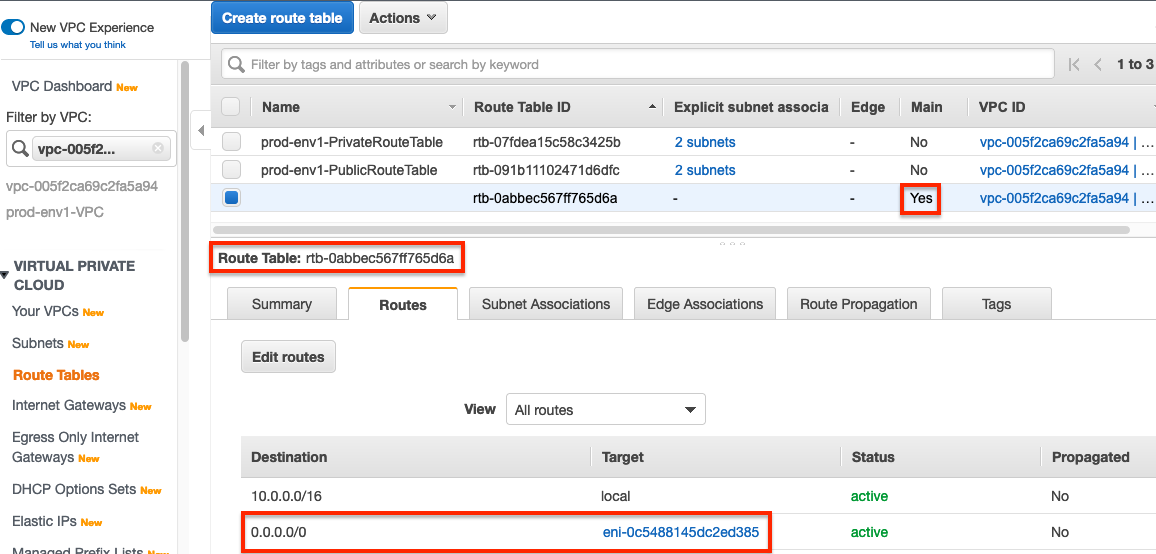 New VPC Experience
Tell us what you think
VPC Dashboard New
Filter by VPC:
vpc-005f2...
vpc-005f2ca69c2fa5a94
prod-env1-VPC
VIRTUAL PRIVATE
CLOUD
Your VPCs New
Subnets New
Route Tables
Internet Gateways New
Egress Only Internet
Gateways New
DHCP Options Sets New
Elastic IPs New
Managed Prefix Lists New
Create route table Actions
Filter by tags and attributes or search by keyword 1 to 3
Name Route Table ID Explicit subnet associa Edge Main VPC ID
prod-env1-PrivateRouteTable rtb-07fdea15c58c3425b 2 subnets - No vpc-005f2ca69c2fa5a94 | ...
prod-env1-PublicRouteTable rtb-091b11102471d6dfc 2 subnets - No vpc-005f2ca69c2fa5a94 | ...
rtb-0abbec567ff765d6a - - Yes vpc-005f2ca69c2fa5a94 | ...
Route Table: rtb-0abbec567ff765d6a
Summary Routes Subnet Associations Edge Associations Route Propagation Tags
Edit routes
View All routes
Destination Target Status Propagated
10.0.0.0/16 local active No
0.0.0.0/0 eni-0c5488145dc2ed385 active No